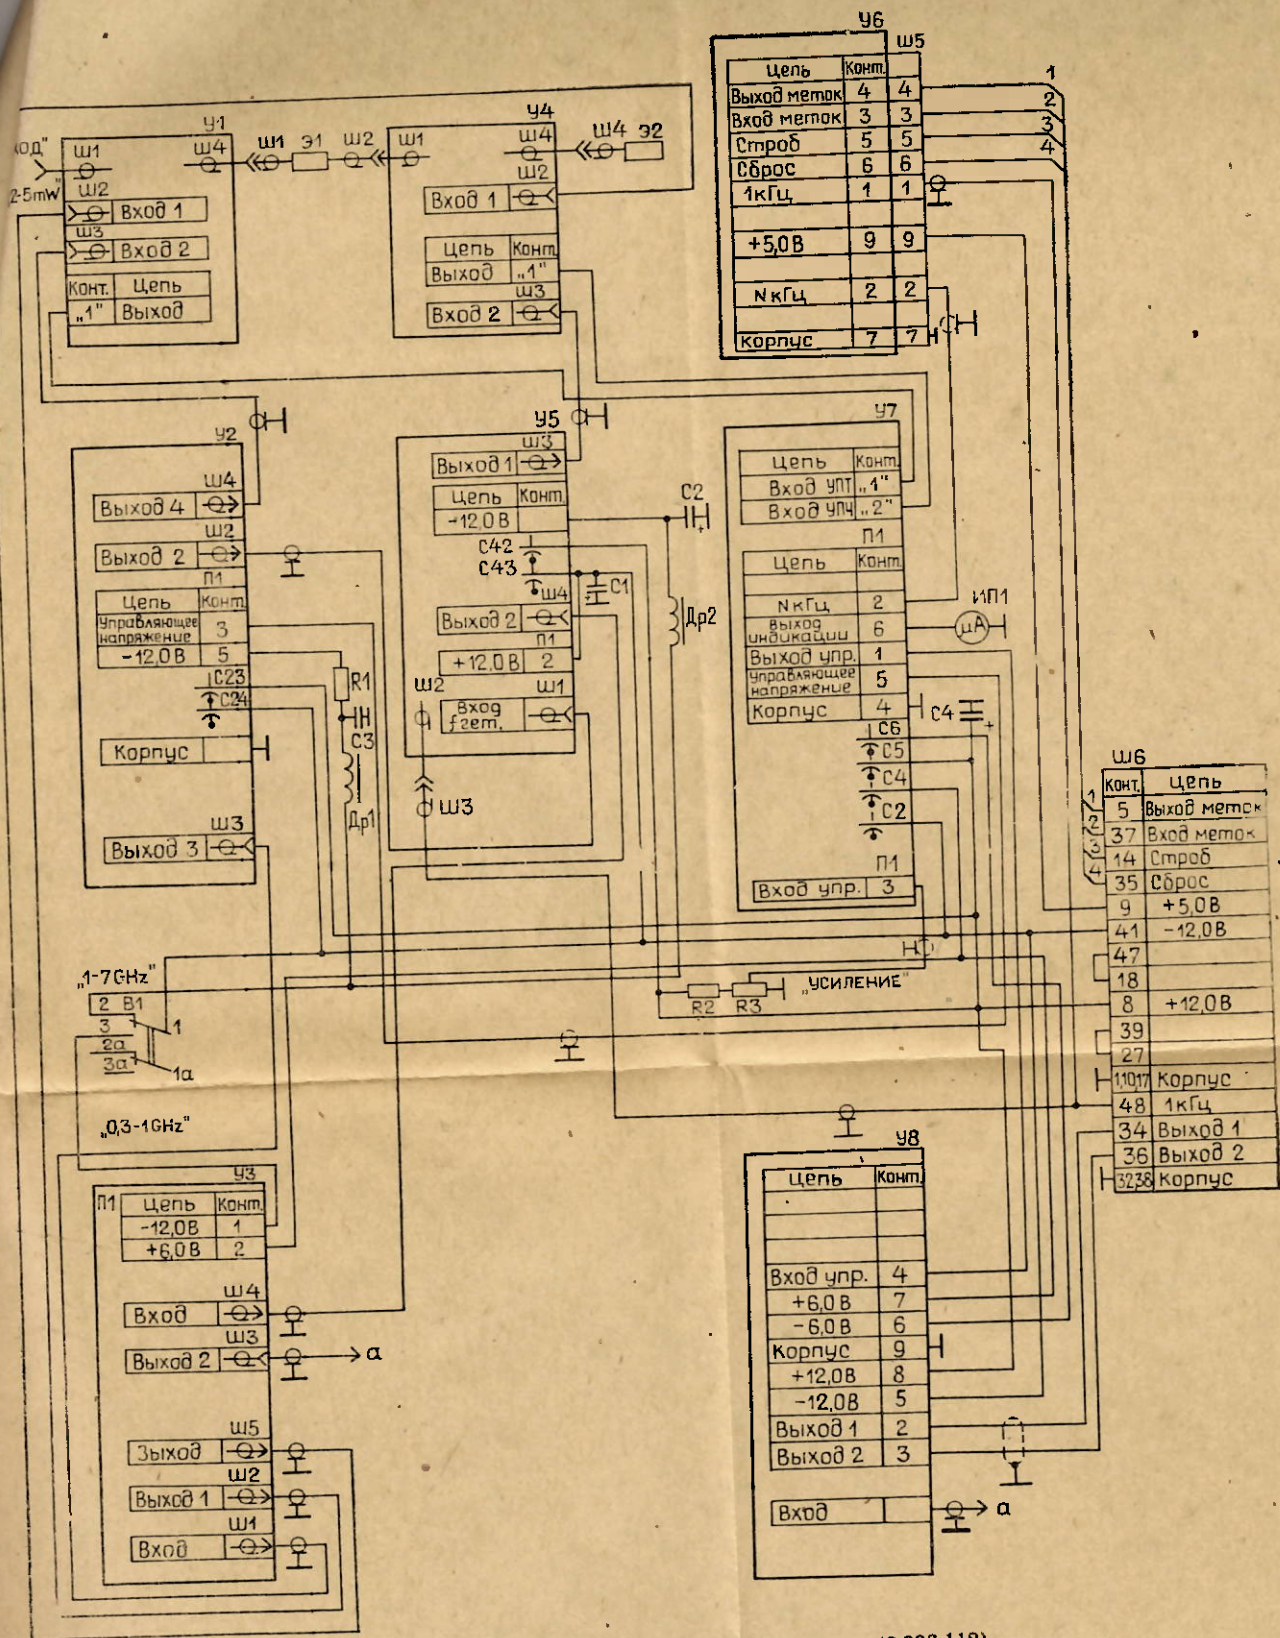 У6
Ш5
Цепь Конт.
Выход меток 4 4
Вход меток 3 3
Строб 5 5
Сброс 6 6
1кГц 1 1
+5,0В 9 9
NкГц 2 2
корпус 7 7
1
2
3
4
У1
Ш1 Ш4
Ш2
Вход 1
Ш3
Вход 2
Конт. Цепь
„1" Выход
2-5mW"
Ш1 Э1 Ш2
У4
Ш1 Ш4
Ш2
Вход 1
Цепь Конт.
Выход „1"
Ш3
Вход 2
Ш4 Э2
У2
Ш4
Выход 4
Ш2
Выход 2
П1
Цепь Конт.
Управляющее напряжение 3
-12,0В 5
С23
С24
Корпус
Ш3
Выход 3
R1
С3
Др1
У5
Ш3
Выход 1
Цепь Конт.
-12,0В
С42
С43
С1
Ш4
Выход 2
П1
+12,0В 2
Ш2 Ш1
Вход fгет.
Ш3
С2
Др2
У7
Цепь Конт.
Вход УПТ „1"
Вход УПЧ „2"
П1
Цепь Конт.
NкГц 2
Выход индикации 6
Выход упр. 1
Управляющее напряжение 5
Корпус 4
С6
С5
С4
С2
П1
Вход упр. 3
ИП1
μА
С4
+
Ш6
Конт. Цепь
1 5 Выход меток
2 37 Вход меток
3 14 Строб
4 35 Сброс
9 +5,0В
41 -12,0В
47
18
8 +12,0В
39
27
1,10,17 Корпус
48 1кГц
34 Выход 1
36 Выход 2
32,38 Корпус
„1-7GHz"
2 В1
3 1
2а
3а 1а
„0,3-1GHz"
R2 R3 „УСИЛЕНИЕ"
У3
П1 Цепь Конт.
-12,0В 1
+6,0В 2
Ш4
Вход
Ш3
Выход 2 а
Ш5
Выход
Ш2
Выход 1
Ш1
Вход
У8
Цепь Конт.
Вход упр. 4
+6,0В 7
-6,0В 6
Корпус 9
+12,0В 8
-12,0В 5
Выход 1 2
Выход 2 3
Вход а